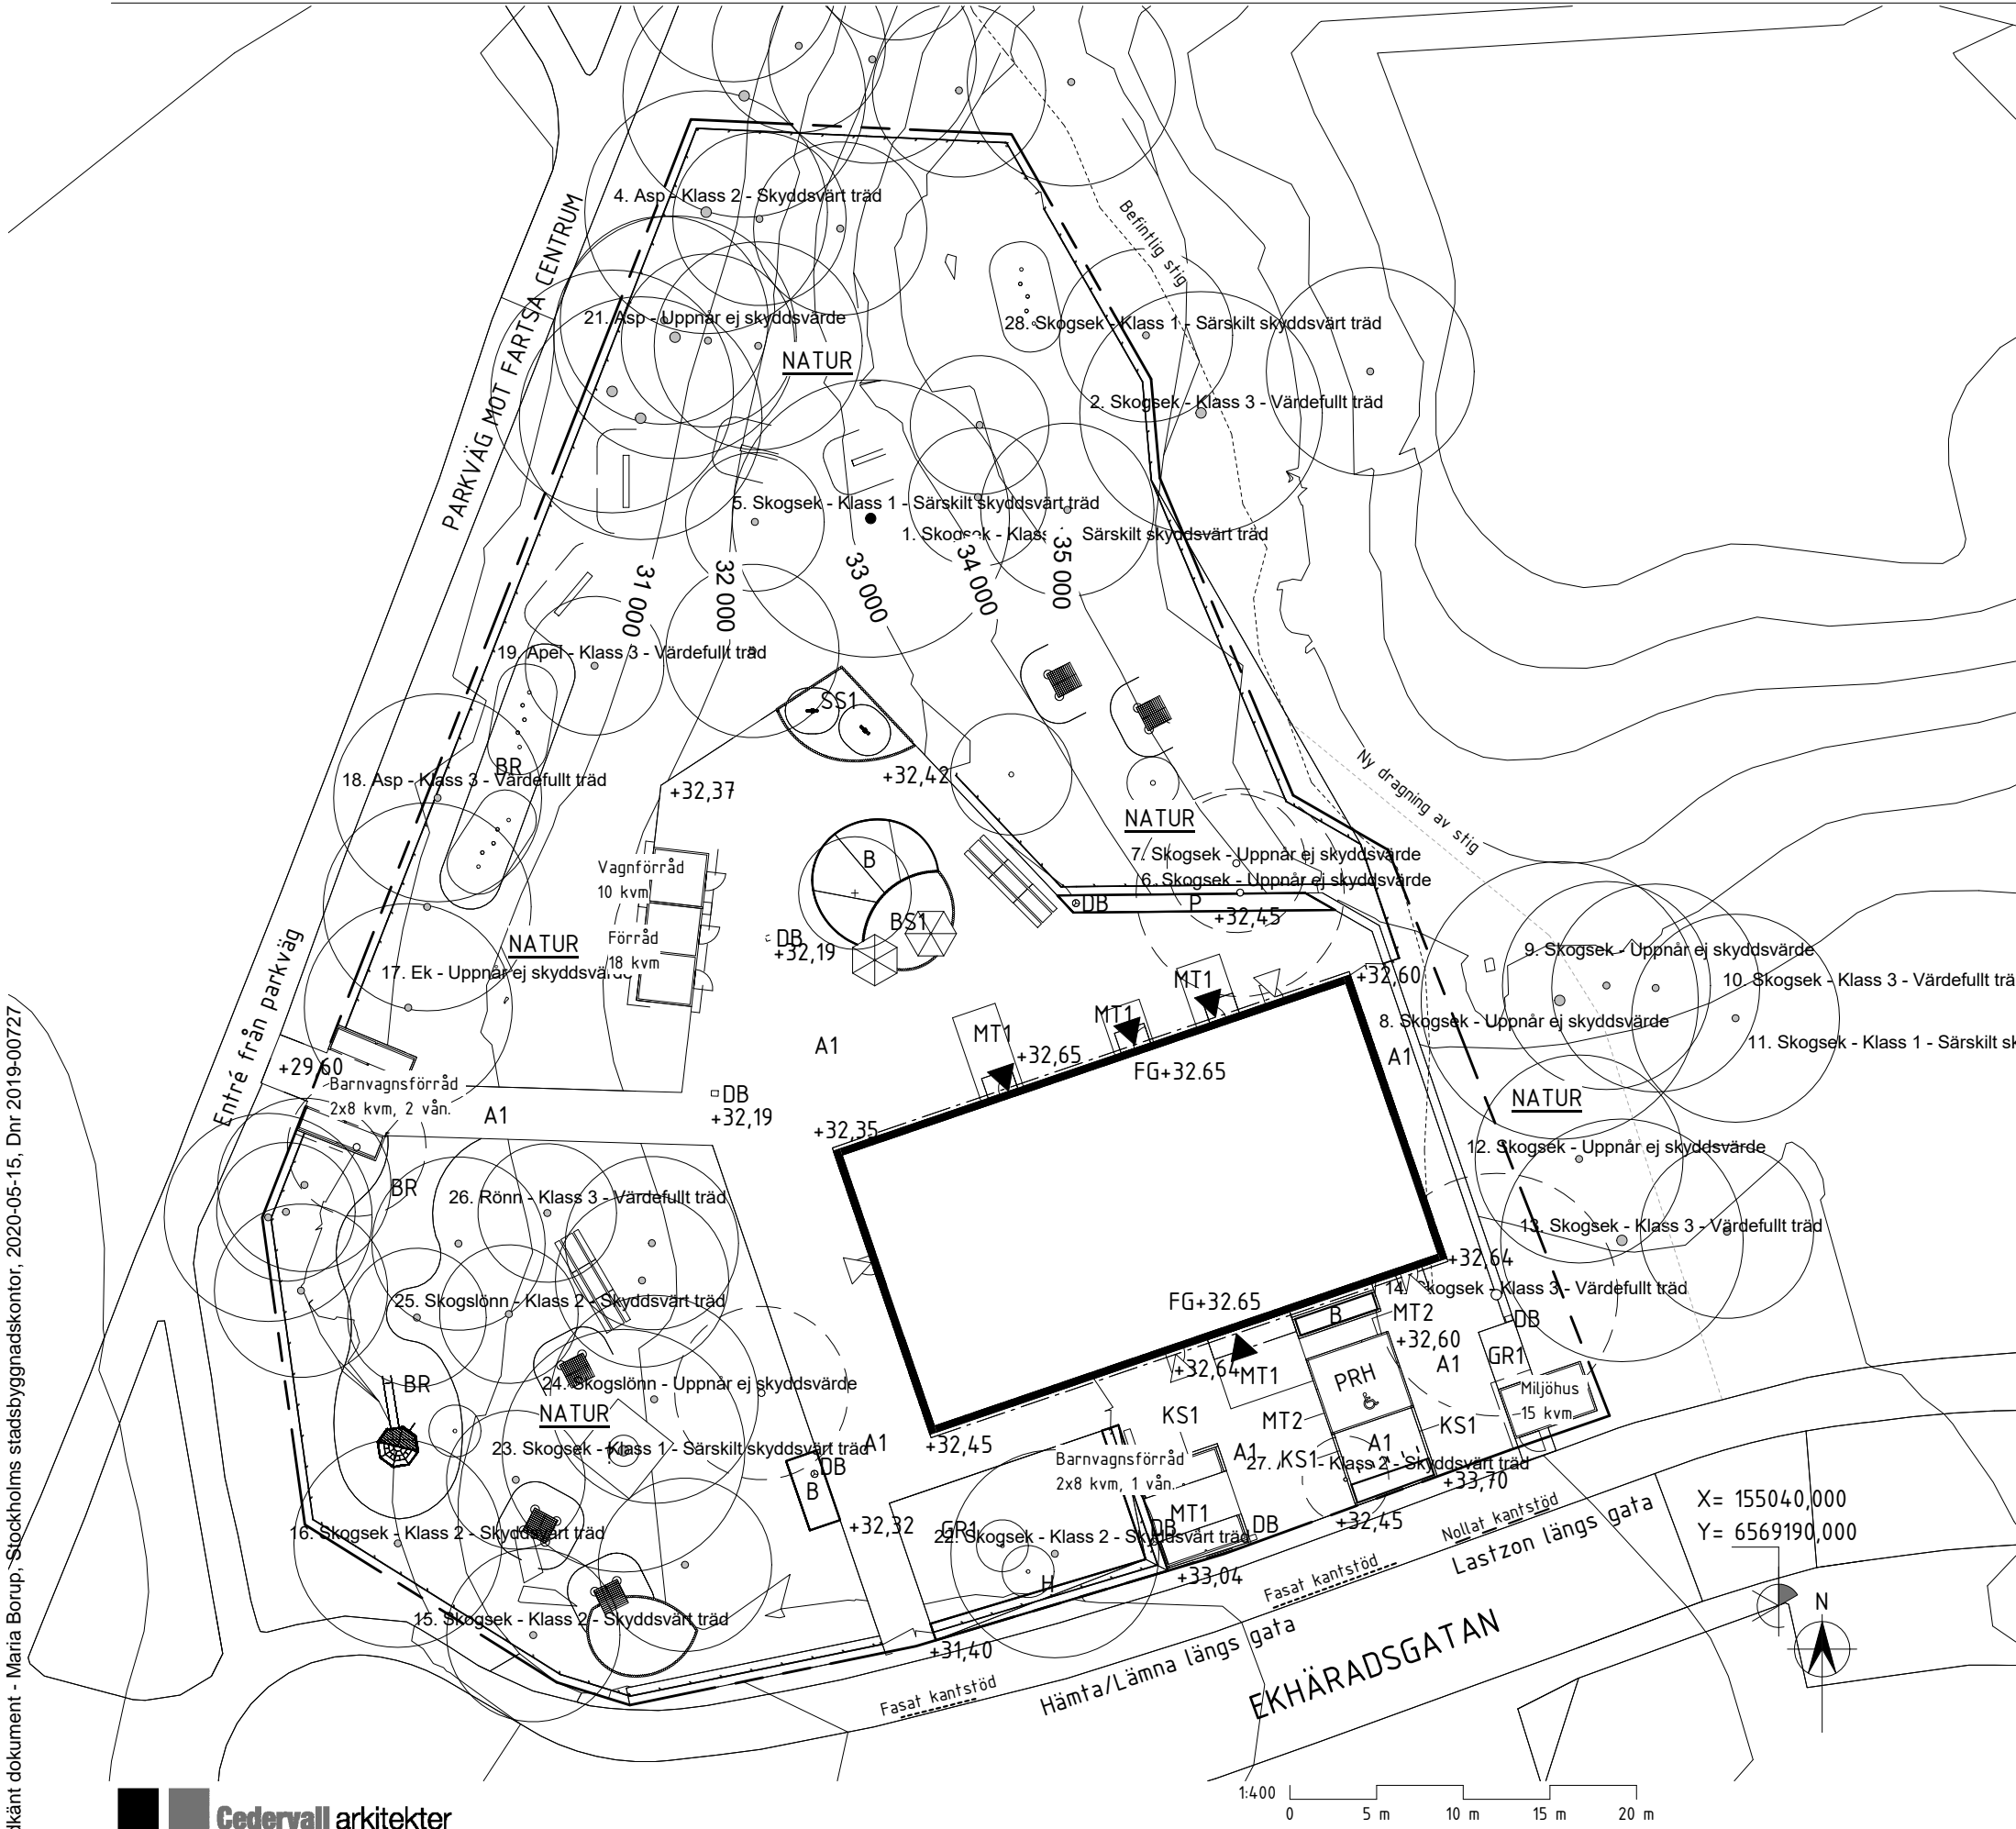 4. Asp - Klass 2 - Skyddsvärt träd
Befintlig stig
PARKVÄG MOT FARTSA CENTRUM
21. Asp - Uppnår ej skyddsvärde
28. Skogsek - Klass 1 - Särskilt skyddsvärt träd
NATUR
2. Skogsek - Klass 3 - Värdefullt träd
5. Skogsek - Klass 1 - Särskilt skyddsvärt träd
1. Skogsek - Klass Särskilt skyddsvärt träd
31 000
32 000
33 000
34 000
35 000
19. Apel - Klass 3 - Värdefullt träd
SS1
BR
18. Asp - Klass 3 - Värdefullt träd
+32,37
+32,42
Ny dragning av stig
NATUR
7. Skogsek - Uppnår ej skyddsvärde
6. Skogsek - Uppnår ej skyddsvärde
Vagnförråd
10 kvm
B
BS1
DB
P
+32,45
Förråd
18 kvm
DB
+32,19
NATUR
17. Ek - Uppnår ej skyddsvärde
9. Skogsek - Uppnår ej skyddsvärde
10. Skogsek - Klass 3 - Värdefullt trä
8. Skogsek - Uppnår ej skyddsvärde
11. Skogsek - Klass 1 - Särskilt sk
Entré från parkväg
MT1
MT1
MT1
+32,60
A1
+32,65
FG+32.65
A1
+29,60
Barnvagnsförråd
2x8 kvm, 2 vån.
A1
DB
+32,19
+32,35
NATUR
12. Skogsek - Uppnår ej skyddsvärde
BR
26. Rönn - Klass 3 - Värdefullt träd
13. Skogsek - Klass 3 - Värdefullt träd
+32,64
25. Skogslönn - Klass 2 - Skyddsvärt träd
FG+32.65
14. Skogsek - Klass 3 - Värdefullt träd
B
MT2
DB
+32,60
A1
GR1
+32,64
MT1
PRH
BR
24. Skogslönn - Uppnår ej skyddsvärde
Miljöhus
15 kvm
NATUR
KS1
MT2
KS1
23. Skogsek - Klass 1 - Särskilt skyddsvärt träd
A1
+32,45
A1
KS1
A1
27. - Klass 2 - Skyddsvärt träd
Barnvagnsförråd
2x8 kvm, 1 vån.
+33,70
DB
B
MT1
DB
DB
+32,45
16. Skogsek - Klass 2 - Skyddsvärt träd
+32,32
GR1
22. Skogsek - Klass 2 - Skyddsvärt träd
H
+33,04
Nollat kantstöd
Lastzon längs gata
X= 155040,000
Y= 6569190,000
Fasat kantstöd
15. Skogsek - Klass 2 - Skyddsvärt träd
+31,40
N
Fasat kantstöd
Hämta/Lämna längs gata
EKHÄRADSGATAN
1:400
0 5 m 10 m 15 m 20 m
Cedervall arkitekter
dkänt dokument - Maria Borup, Stockholms stadsbyggnadskontor, 2020-05-15, Dnr 2019-00727